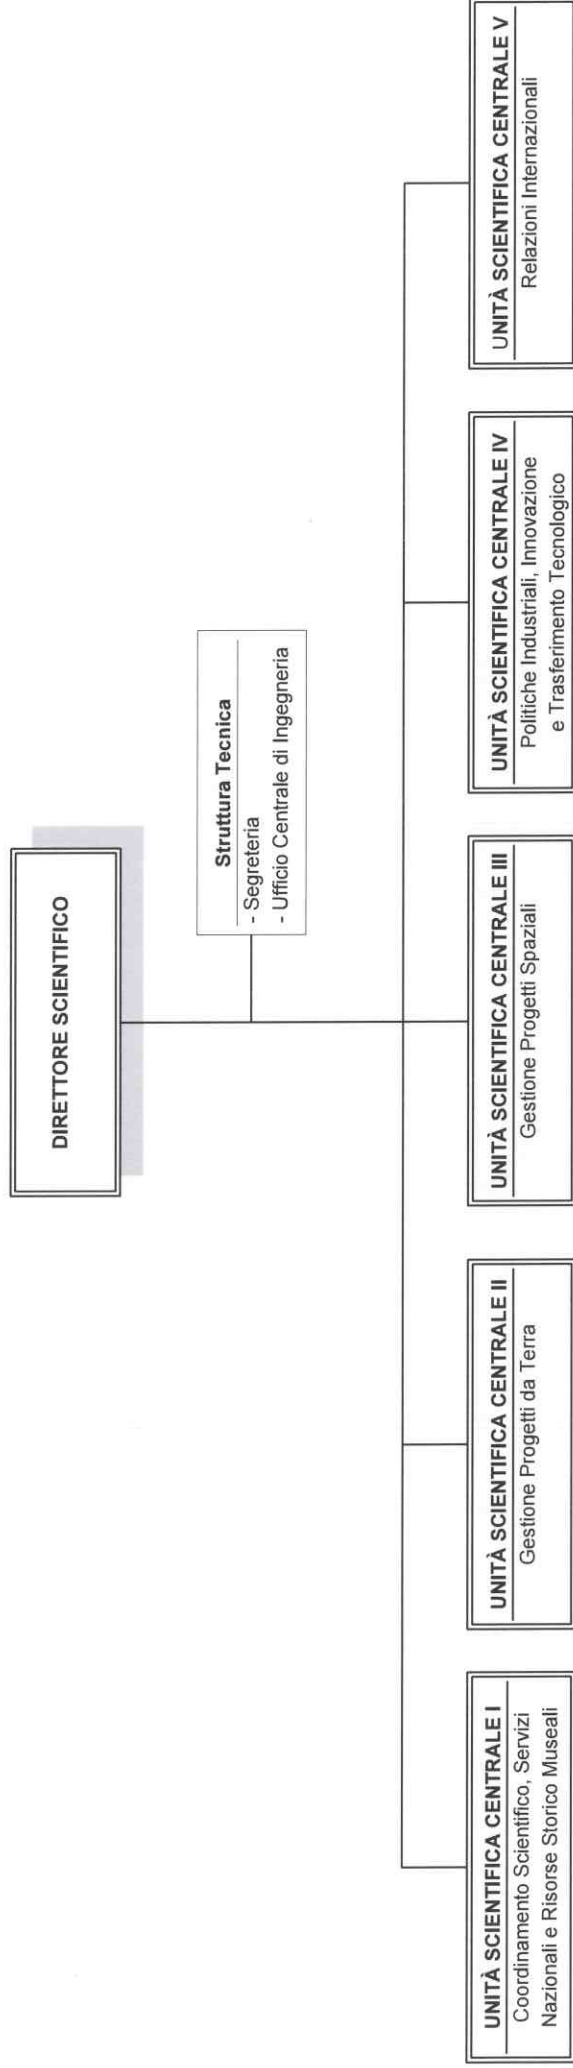 DIRETTORE SCIENTIFICO
Struttura Tecnica
- Segreteria
- Ufficio Centrale di Ingegneria
UNITÀ SCIENTIFICA CENTRALE I
Coordinamento Scientifico, Servizi
Nazionali e Risorse Storico Museali
UNITÀ SCIENTIFICA CENTRALE II
Gestione Progetti da Terra
UNITÀ SCIENTIFICA CENTRALE III
Gestione Progetti Spaziali
UNITÀ SCIENTIFICA CENTRALE IV
Politiche Industriali, Innovazione
e Trasferimento Tecnologico
UNITÀ SCIENTIFICA CENTRALE V
Relazioni Internazionali